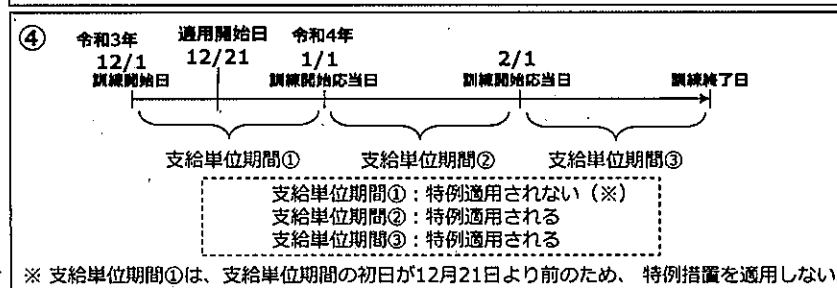 ④ 令和3年 適用開始日 令和4年
12/1 12/21 1/1 2/1
訓練開始日 訓練開始応当日 訓練開始応当日 訓練終了日
支給単位期間① 支給単位期間② 支給単位期間③
支給単位期間①:特例適用されない(※)
支給単位期間②:特例適用される
支給単位期間③:特例適用される
※ 支給単位期間①は、支給単位期間の初日が12月21日より前のため、 特例措置を適用しない